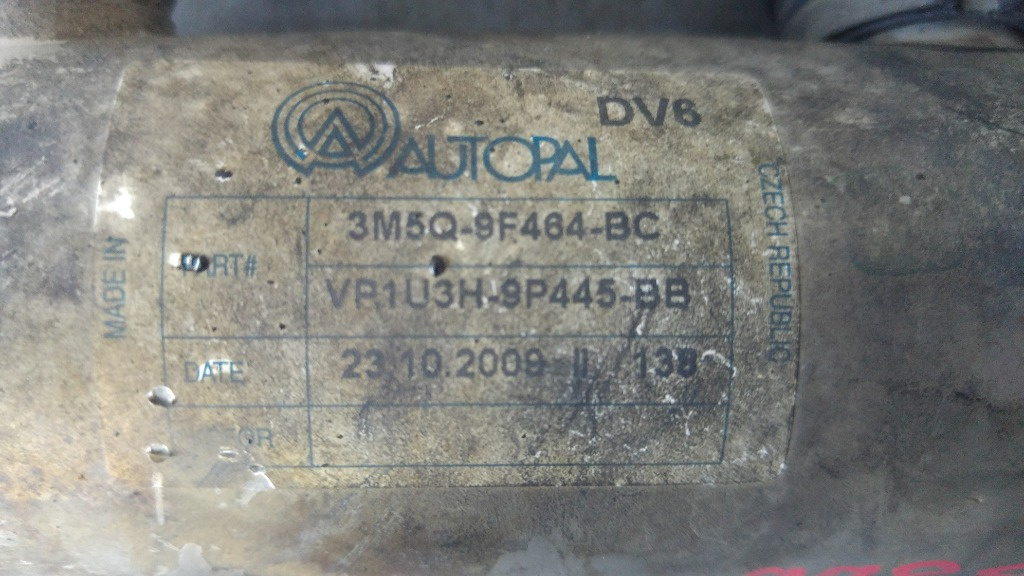 DV6
AUTOPAL
MADE IN
CZECH REPUBLIC
PART#
3M5Q-9F464-BC
VP1U3H-9P445-BB
DATE
23.10.2009 II. /138